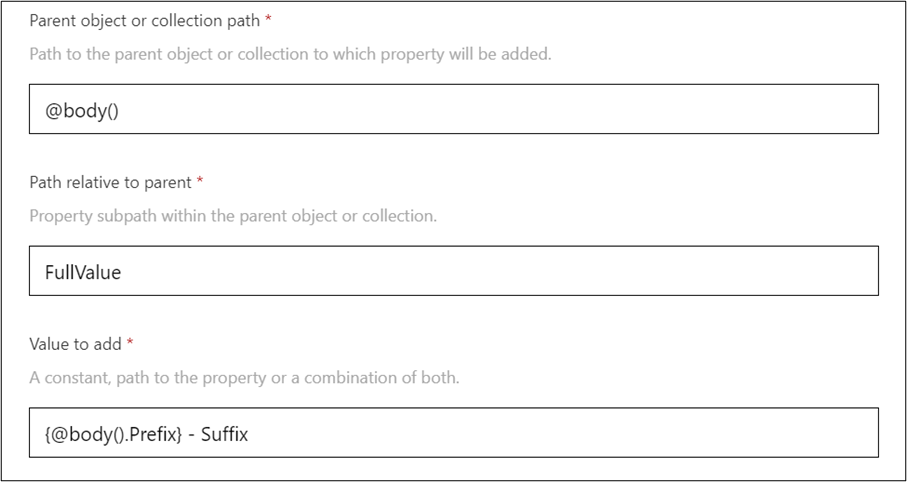 Parent object or collection path *
Path to the parent object or collection to which property will be added.
@body()
Path relative to parent *
Property subpath within the parent object or collection.
FullValue
Value to add *
A constant, path to the property or a combination of both.
{@body().Prefix} - Suffix